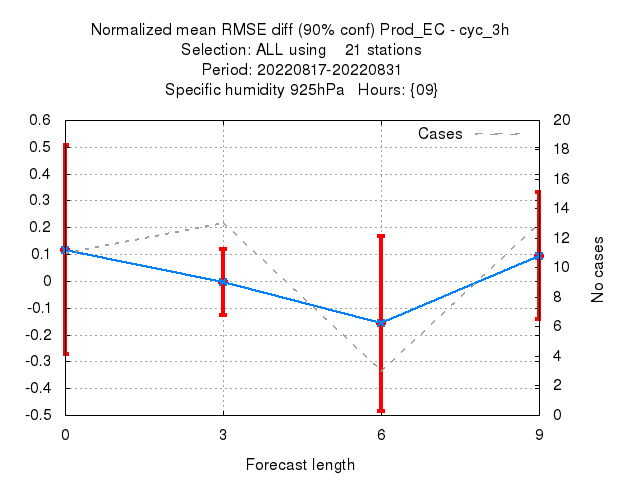 Normalized mean RMSE diff (90% conf) Prod_EC - cyc_3h
Selection: ALL using    21 stations
Period: 20220817-20220831
Specific humidity 925hPa   Hours: {09}
Cases
0.6
0.5
0.4
0.3
0.2
0.1
0
-0.1
-0.2
-0.3
-0.4
-0.5
20
18
16
14
12
10
8
6
4
2
0
No cases
0 3 6 9
Forecast length